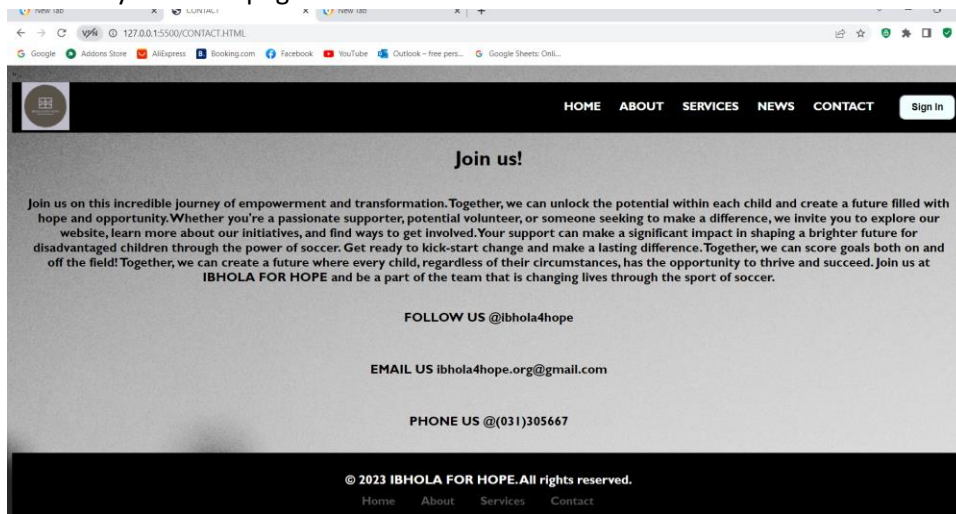 New Tab CONTACT New Tab
127.0.0.1:5500/CONTACT.HTML
Google Addons Store AliExpress Booking.com Facebook YouTube Outlook – free pers... Google Sheets: Onli...
HOME ABOUT SERVICES NEWS CONTACT Sign In
Join us!
Join us on this incredible journey of empowerment and transformation.Together, we can unlock the potential within each child and create a future filled with
hope and opportunity.Whether you're a passionate supporter, potential volunteer, or someone seeking to make a difference, we invite you to explore our
website, learn more about our initiatives, and find ways to get involved.Your support can make a significant impact in shaping a brighter future for
disadvantaged children through the power of soccer. Get ready to kick-start change and make a lasting difference.Together, we can score goals both on and
off the field! Together, we can create a future where every child, regardless of their circumstances, has the opportunity to thrive and succeed. Join us at
IBHOLA FOR HOPE and be a part of the team that is changing lives through the sport of soccer.
FOLLOW US @ibhola4hope
EMAIL US ibhola4hope.org@gmail.com
PHONE US @(031)305667
© 2023 IBHOLA FOR HOPE.All rights reserved.
Home About Services Contact